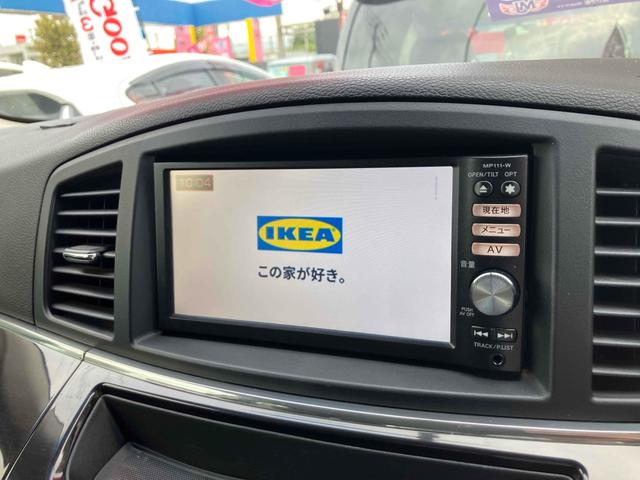 MP111-W
OPEN/TILT OPT
10:04
現在地
メニュー
IKEA
AV
この家が好き。
音量
PUSH
AV OFF
TRACK/P.LIST